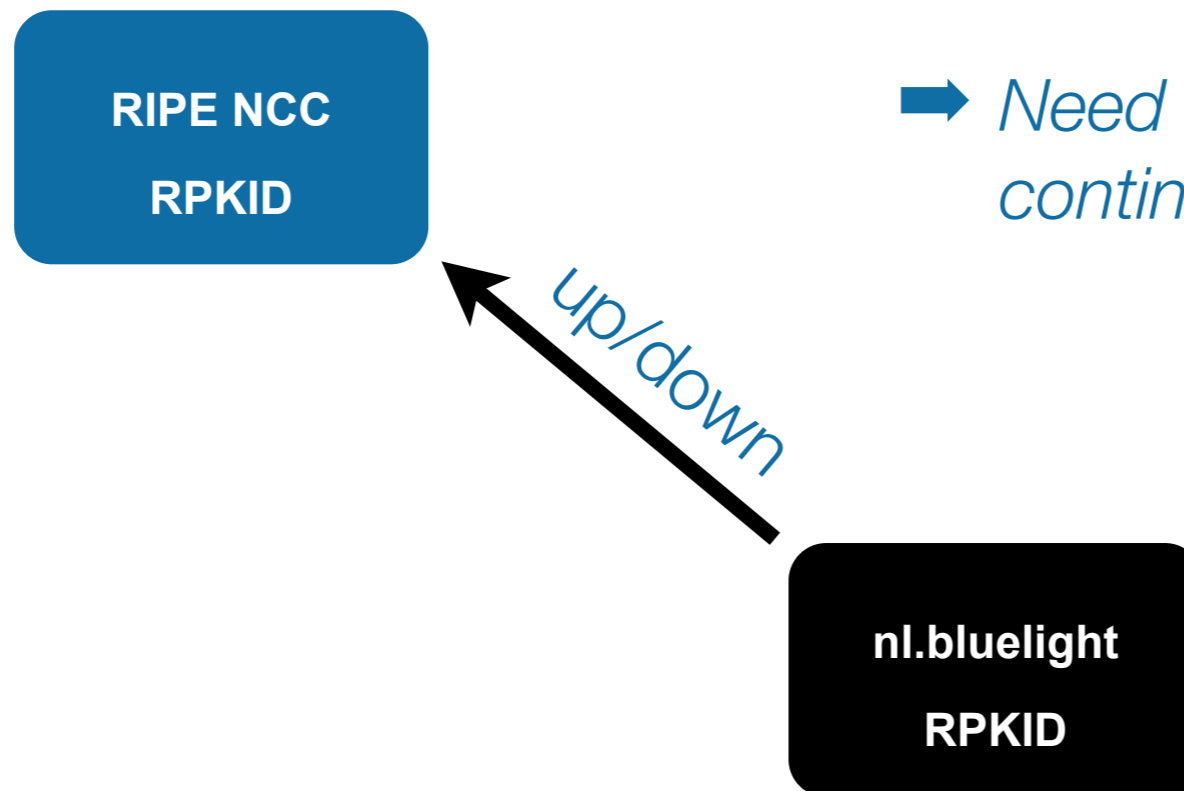 RIPE NCC
RPKID
Need
contin
up/down
nl.bluelight
RPKID